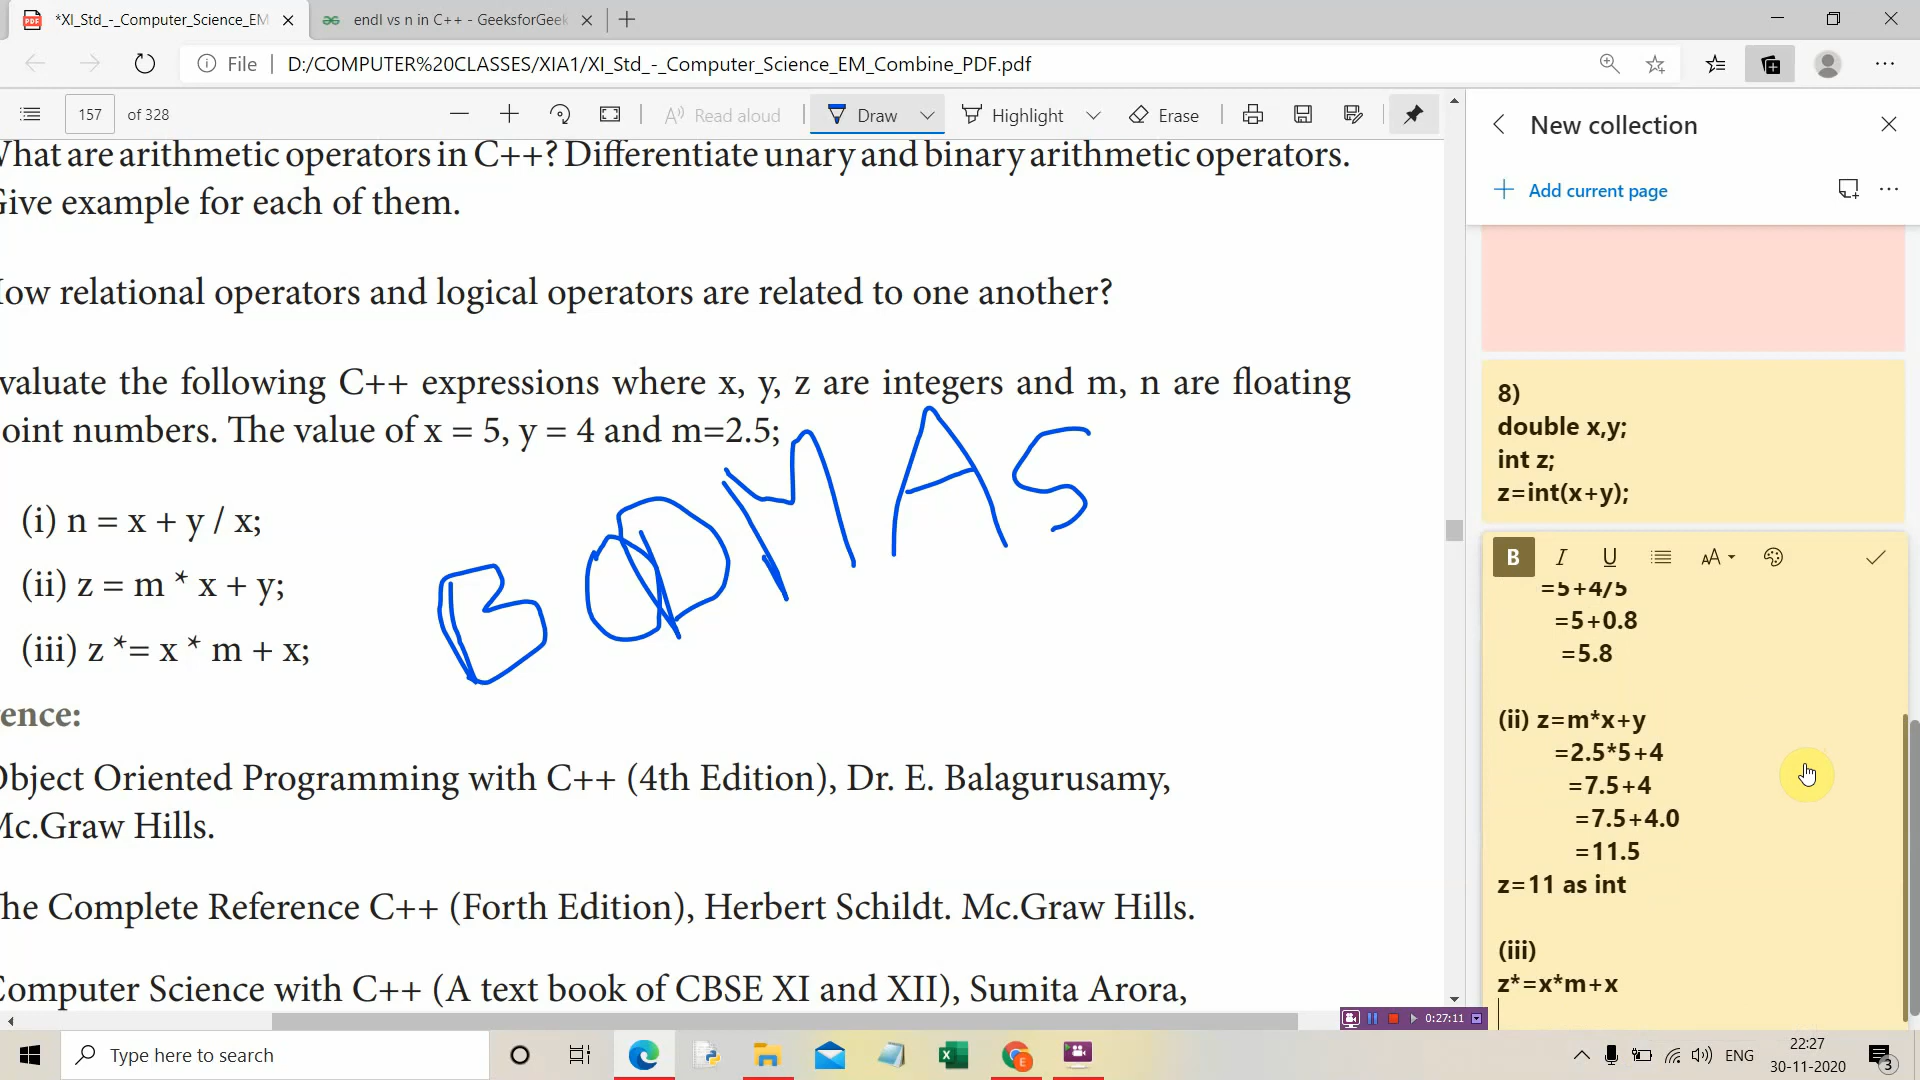 *XI_Std_-_Computer_Science_EM
endl vs n in C++ - GeeksforGeek
File
D:/COMPUTER%20CLASSES/XIA1/XI_Std_-_Computer_Science_EM_Combine_PDF.pdf
157 of 328
Read aloud
Draw
Highlight
Erase
What are arithmetic operators in C++? Differentiate unary and binary arithmetic operators.
Give example for each of them.
How relational operators and logical operators are related to one another?
valuate the following C++ expressions where x, y, z are integers and m, n are floating
oint numbers. The value of x = 5, y = 4 and m=2.5;
(i) n = x + y / x;
(ii) z = m * x + y;
(iii) z *= x * m + x;
BODMAS
ence:
Object Oriented Programming with C++ (4th Edition), Dr. E. Balagurusamy,
Mc.Graw Hills.
The Complete Reference C++ (Forth Edition), Herbert Schildt. Mc.Graw Hills.
Computer Science with C++ (A text book of CBSE XI and XII), Sumita Arora,
New collection
Add current page
8)
double x,y;
int z;
z=int(x+y);
B I U AA
=5+4/5
=5+0.8
=5.8
(ii) z=m*x+y
=2.5*5+4
=7.5+4
=7.5+4.0
=11.5
z=11 as int
(iii)
z*=x*m+x
0:27:11
Type here to search
ENG
22:27
30-11-2020
3